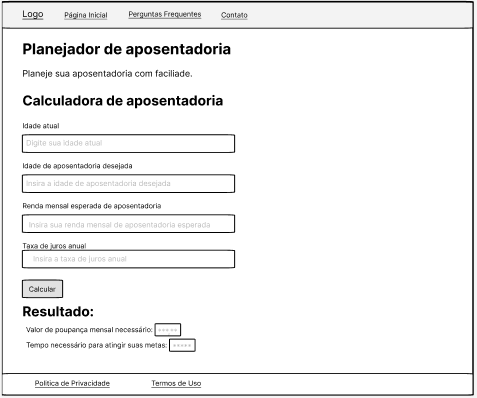 Logo Página Inicial Perguntas Frequentes Contato
Planejador de aposentadoria
Planeje sua aposentadoria com faciliade.
Calculadora de aposentadoria
Idade atual
Digite sua idade atual
Idade de aposentadoria desejada
Insira a idade de aposentadoria desejada
Renda mensal esperada de aposentadoria
Insira sua renda mensal de aposentadoria esperada
Taxa de juros anual
Insira a taxa de juros anual
Calcular
Resultado:
Valor de poupança mensal necessário: *****
Tempo necessário para atingir suas metas: *****
Politica de Privacidade Termos de Uso